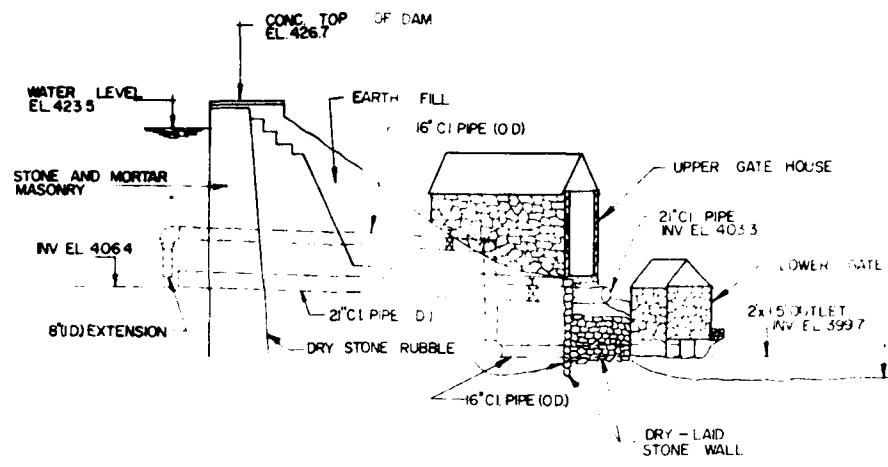 CONC. TOP OF DAM
EL. 426.7
WATER LEVEL
EL. 423.5
EARTH FILL
16" C.I. PIPE (O.D.)
UPPER GATE HOUSE
STONE AND MORTAR
MASONRY
21" C.I. PIPE
INV. EL. 403.3
INV. EL. 406.4
LOWER GATE
21" C.I. PIPE
2' x 1.5' OUTLET
INV. EL. 399.7
8" (I.D.) EXTENSION
DRY STONE RUBBLE
16" C.I. PIPE (O.D.)
DRY - LAID
STONE WALL